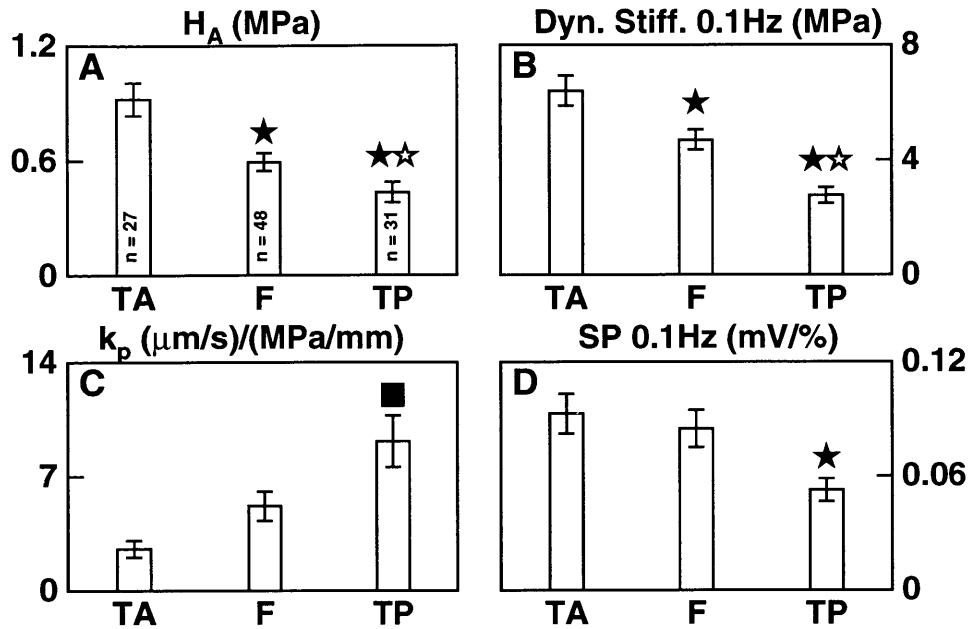 H_A (MPa)
Dyn. Stiff. 0.1Hz (MPa)
1.2
A
0.6
0
n = 27
n = 48
n = 31
TA F TP
B
8
4
0
TA F TP
k_p (μm/s)/(MPa/mm)
SP 0.1Hz (mV/%)
14
C
7
0
TA F TP
D
0.12
0.06
0
TA F TP